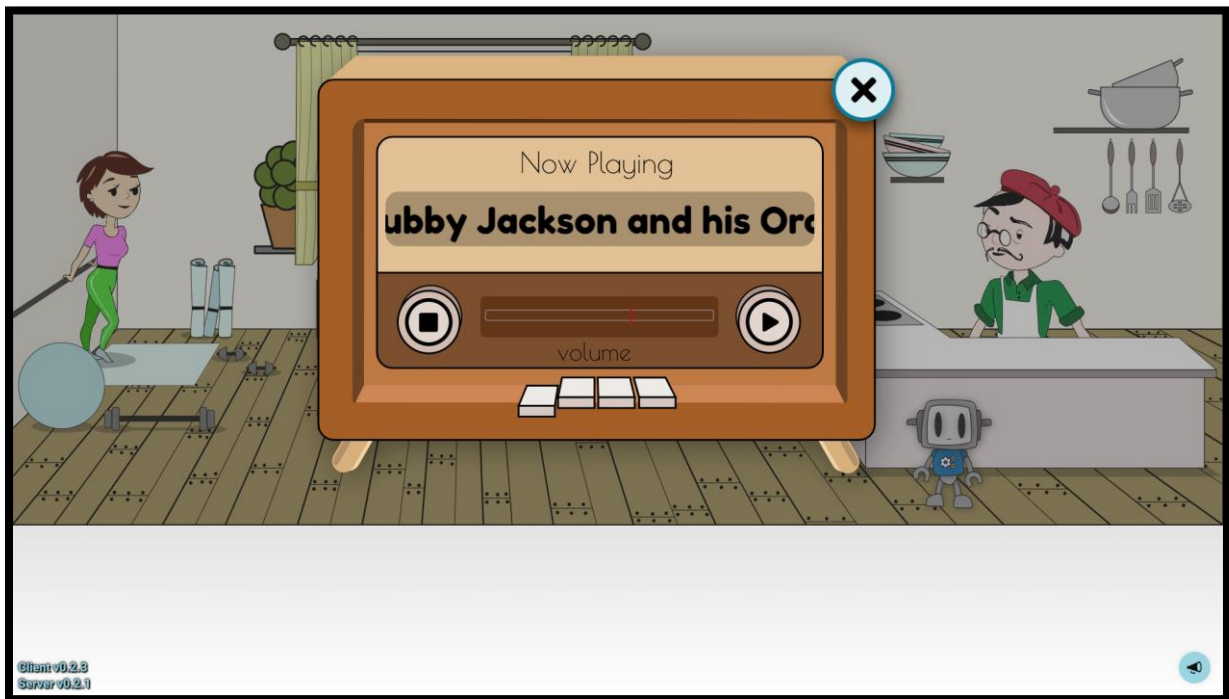 Now Playing
ubby Jackson and his Orc
volume
Client v0.2.3
Server v0.2.1